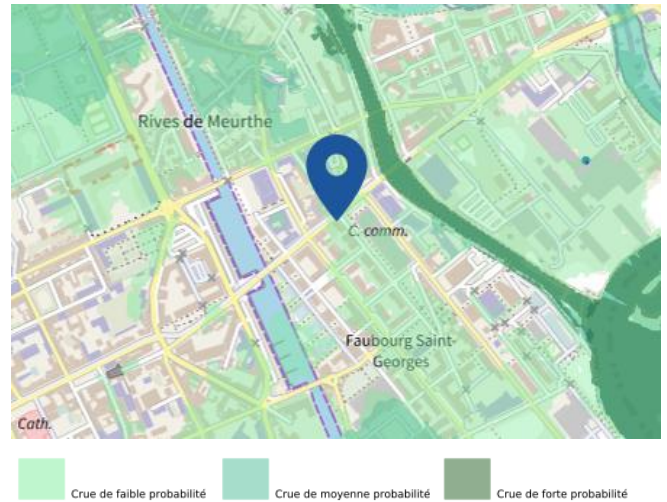 Rives de Meurthe
C. comm.
Faubourg Saint-
Georges
Cath.
Crue de faible probabilité
Crue de moyenne probabilité
Crue de forte probabilité